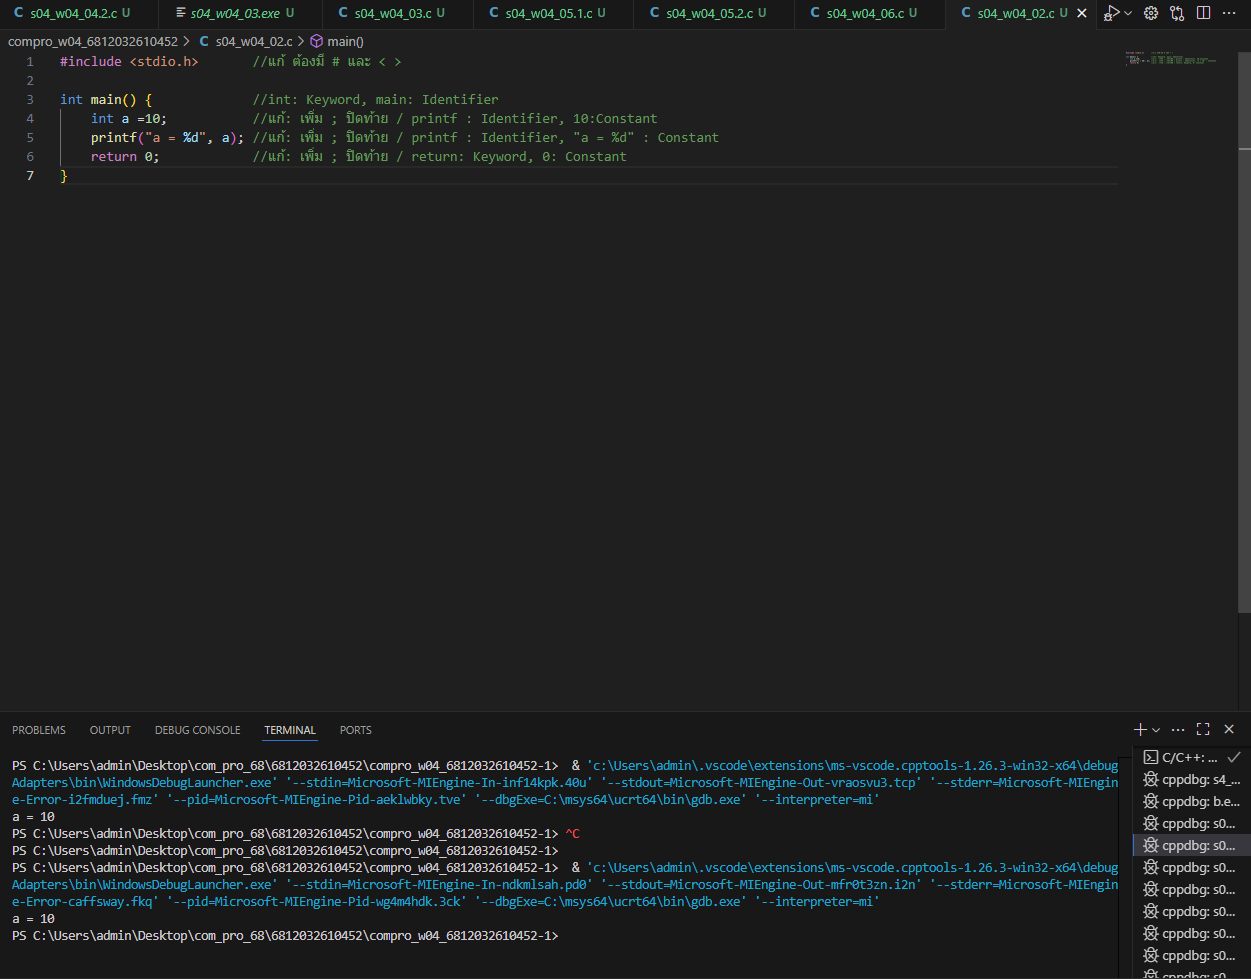 C s04_w04_04.2.c U s04_w04_03.exe U C s04_w04_03.c U C s04_w04_05.1.c U C s04_w04_05.2.c U C s04_w04_06.c U C s04_w04_02.c U
compro_w04_6812032610452 > C s04_w04_02.c > main()
1 #include <stdio.h> //แก้ ต้องมี # และ < >
2
3 int main() { //int: Keyword, main: Identifier
4 int a =10; //แก้: เพิ่ม ; ปิดท้าย / printf : Identifier, 10:Constant
5 printf("a = %d", a); //แก้: เพิ่ม ; ปิดท้าย / printf : Identifier, "a = %d" : Constant
6 return 0; //แก้: เพิ่ม ; ปิดท้าย / return: Keyword, 0: Constant
7 }
PROBLEMS OUTPUT DEBUG CONSOLE TERMINAL PORTS
PS C:\Users\admin\Desktop\com_pro_68\6812032610452\compro_w04_6812032610452-1> & 'c:\Users\admin\.vscode\extensions\ms-vscode.cpptools-1.26.3-win32-x64\debug
Adapters\bin\WindowsDebugLauncher.exe' '--stdin=Microsoft-MIEngine-In-inf14kpk.40u' '--stdout=Microsoft-MIEngine-Out-vraosvu3.tcp' '--stderr=Microsoft-MIEngin
e-Error-i2fmduej.fmz' '--pid=Microsoft-MIEngine-Pid-aeklwbky.tve' '--dbgExe=C:\msys64\ucrt64\bin\gdb.exe' '--interpreter=mi'
a = 10
PS C:\Users\admin\Desktop\com_pro_68\6812032610452\compro_w04_6812032610452-1> ^C
PS C:\Users\admin\Desktop\com_pro_68\6812032610452\compro_w04_6812032610452-1>
PS C:\Users\admin\Desktop\com_pro_68\6812032610452\compro_w04_6812032610452-1> & 'c:\Users\admin\.vscode\extensions\ms-vscode.cpptools-1.26.3-win32-x64\debug
Adapters\bin\WindowsDebugLauncher.exe' '--stdin=Microsoft-MIEngine-In-ndkmlsah.pd0' '--stdout=Microsoft-MIEngine-Out-mfr0t3zn.i2n' '--stderr=Microsoft-MIEngin
e-Error-caffsway.fkq' '--pid=Microsoft-MIEngine-Pid-wg4m4hdk.3ck' '--dbgExe=C:\msys64\ucrt64\bin\gdb.exe' '--interpreter=mi'
a = 10
PS C:\Users\admin\Desktop\com_pro_68\6812032610452\compro_w04_6812032610452-1>
C/C++: ...
cppdbg: s4_...
cppdbg: b.e...
cppdbg: s0...
cppdbg: s0...
cppdbg: s0...
cppdbg: s0...
cppdbg: s0...
cppdbg: s0...
cppdbg: s0...
cppdbg: s0...